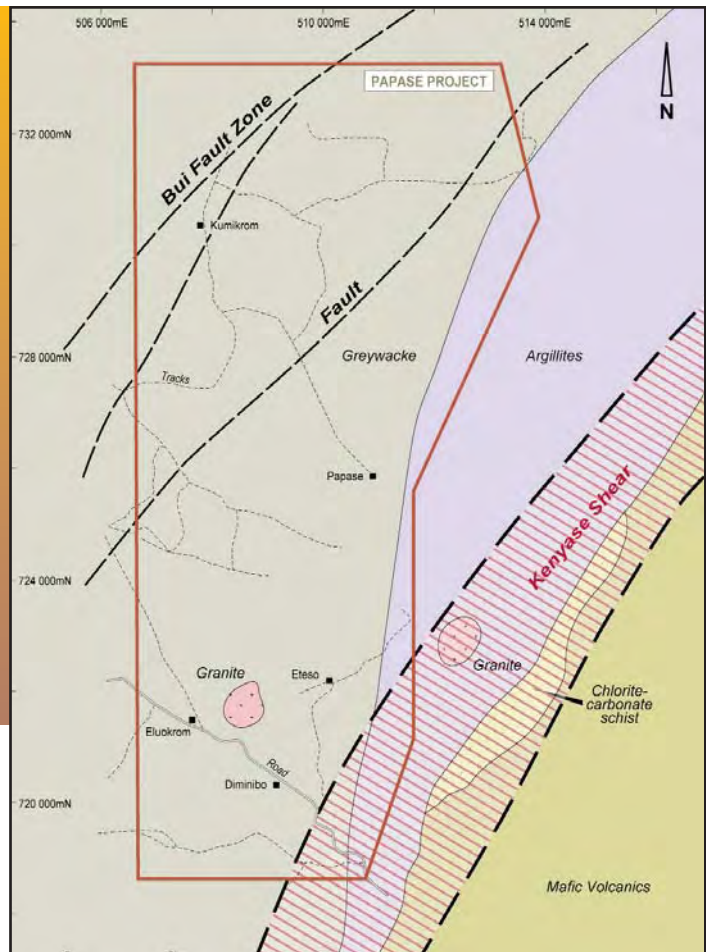 506 000mE
510 000mE
514 000mE
PAPASE PROJECT
N
732 000mN
Bui Fault Zone
Kumikrom
Fault
728 000mN
Greywacke
Argillites
Tracks
Papase
Kenyase Shear
724 000mN
Granite
Granite
Eteso
Chlorite-
carbonate
schist
Eluokrom
Road
Diminibo
720 000mN
Mafic Volcanics